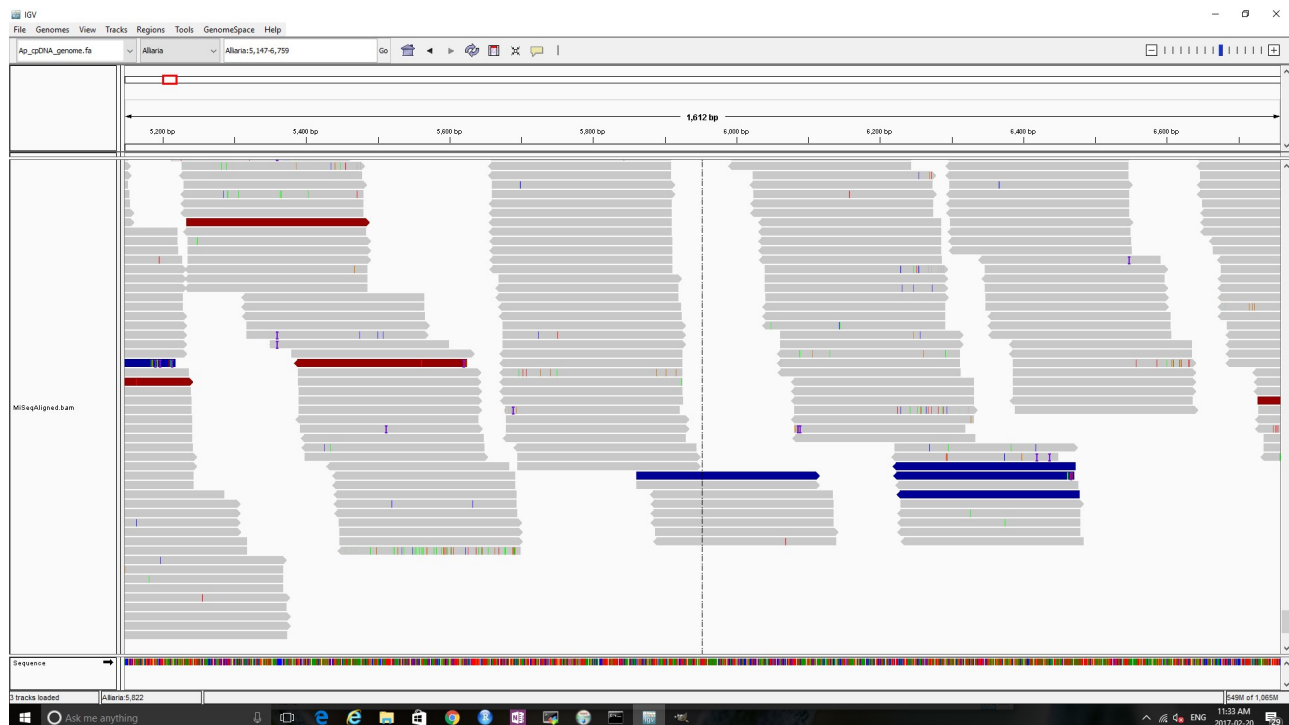 IGV
File Genomes View Tracks Regions Tools GenomeSpace Help
Ap_cpDNA_genome.fa Alliaria Alliaria:5,147-6,759 Go
1,612 bp
5,200 bp 5,400 bp 5,600 bp 5,800 bp 6,000 bp 6,200 bp 6,400 bp 6,600 bp
MiSeqAligned.bam
Sequence
3 tracks loaded Alliaria:5,822 549M of 1,065M
Ask me anything ENG 11:33 AM
2017-02-20